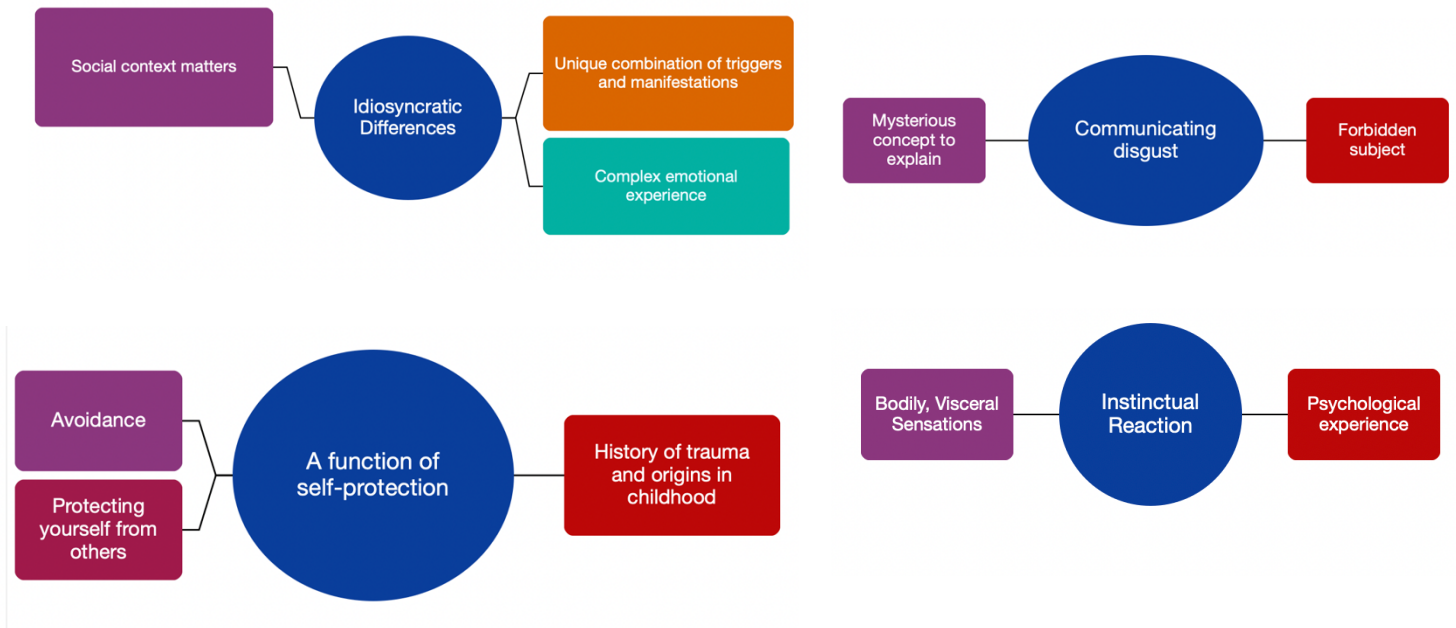 Social context matters
Idiosyncratic
Differences
Unique combination of triggers
and manifestations
Complex emotional
experience
Mysterious
concept to
explain
Communicating
disgust
Forbidden
subject
Avoidance
Protecting
yourself from
others
A function of
self-protection
History of trauma
and origins in
childhood
Bodily, Visceral
Sensations
Instinctual
Reaction
Psychological
experience